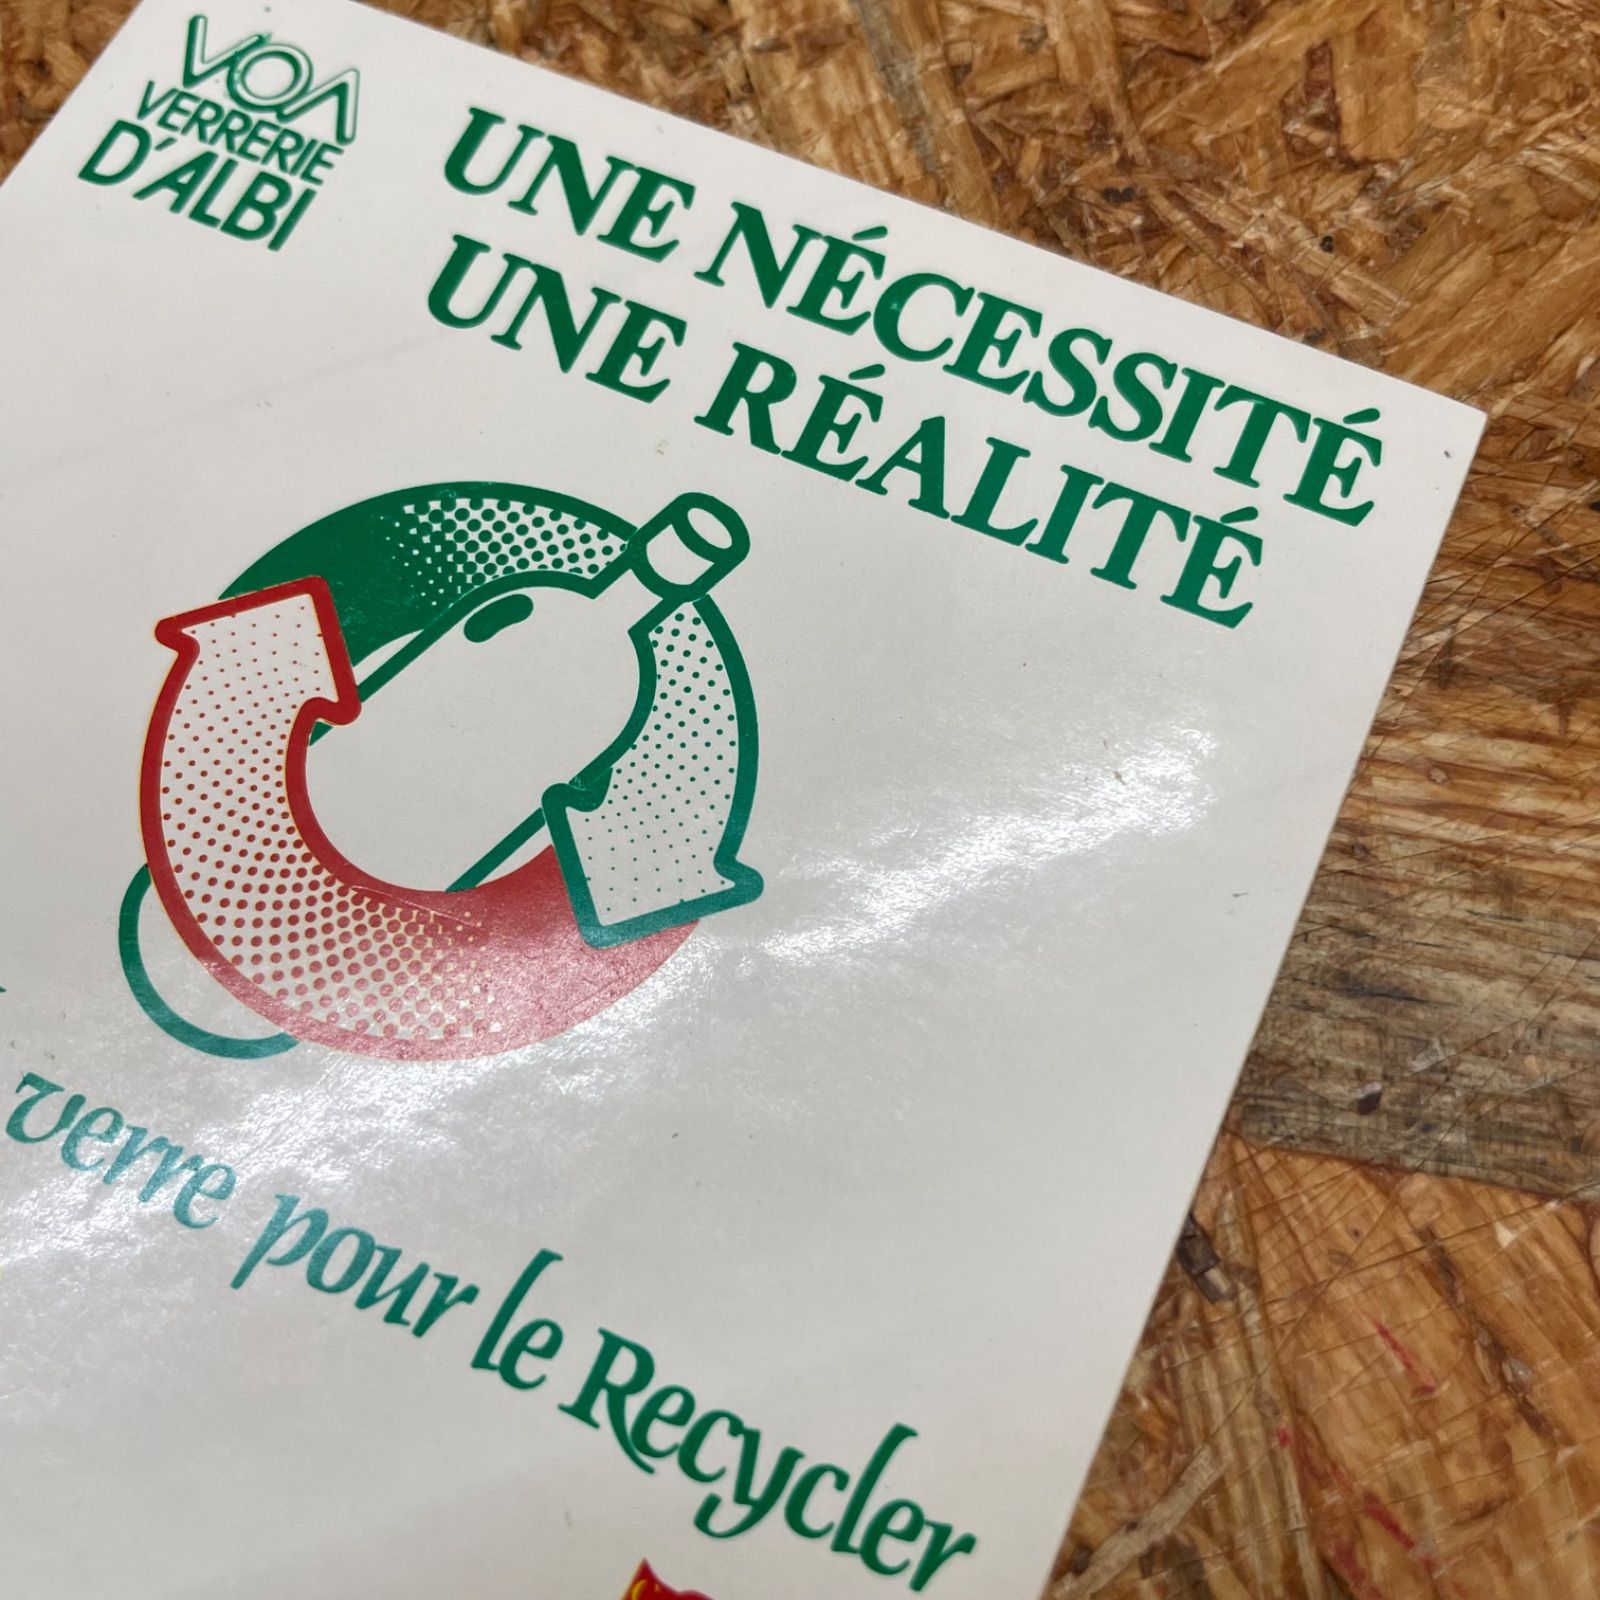 VOA
VERRERIE
D'ALBI
UNE NÉCESSITÉ
UNE RÉALITÉ
verre pour le Recycler